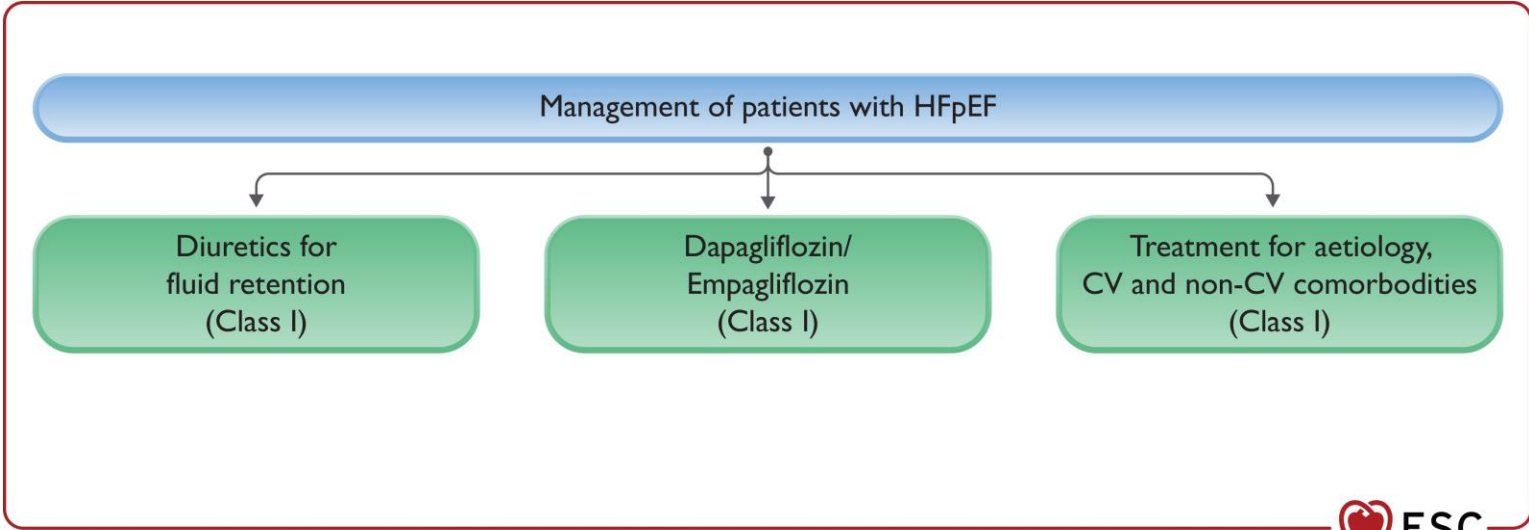 Management of patients with HFpEF
Diuretics for
fluid retention
(Class I)
Dapagliflozin/
Empagliflozin
(Class I)
Treatment for aetiology,
CV and non-CV comorbodities
(Class I)
ESC